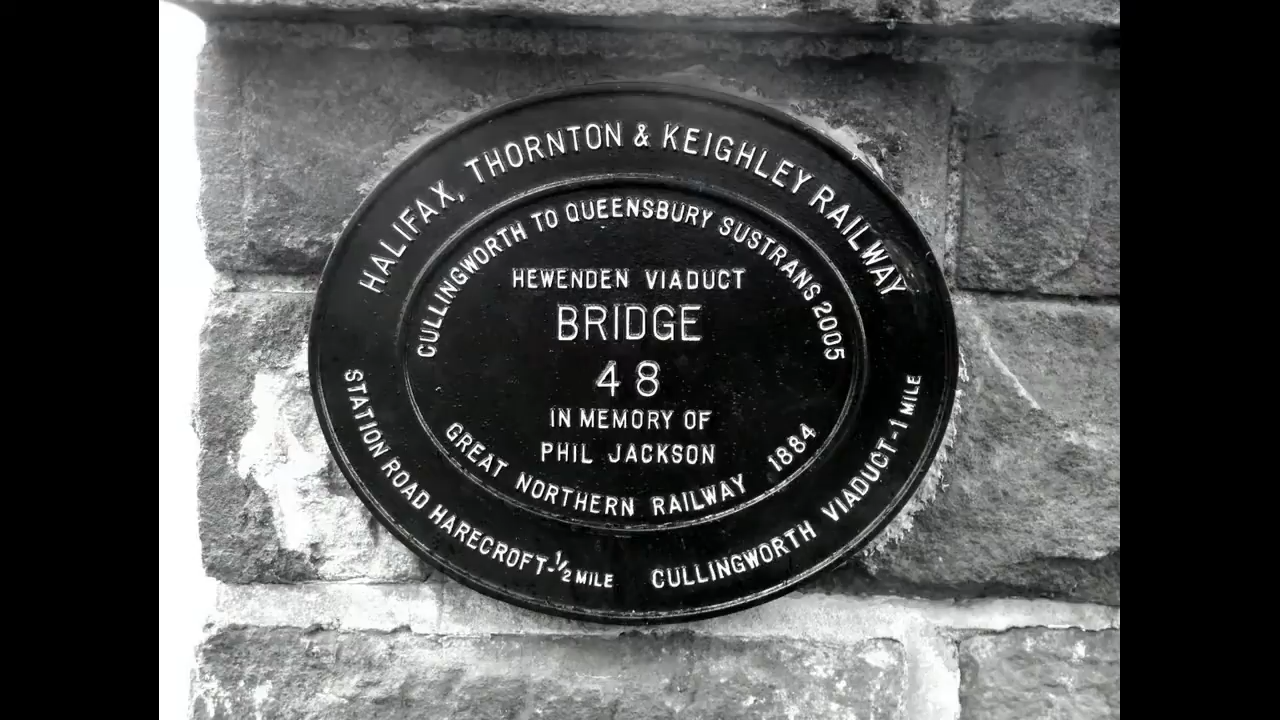 HALIFAX, THORNTON & KEIGHLEY RAILWAY
CULLINGWORTH TO QUEENSBURY SUSTRANS 2005
HEWENDEN VIADUCT
BRIDGE
48
IN MEMORY OF
PHIL JACKSON
GREAT NORTHERN RAILWAY 1884
STATION ROAD HARECROFT-1/2 MILE
CULLINGWORTH VIADUCT-1 MILE